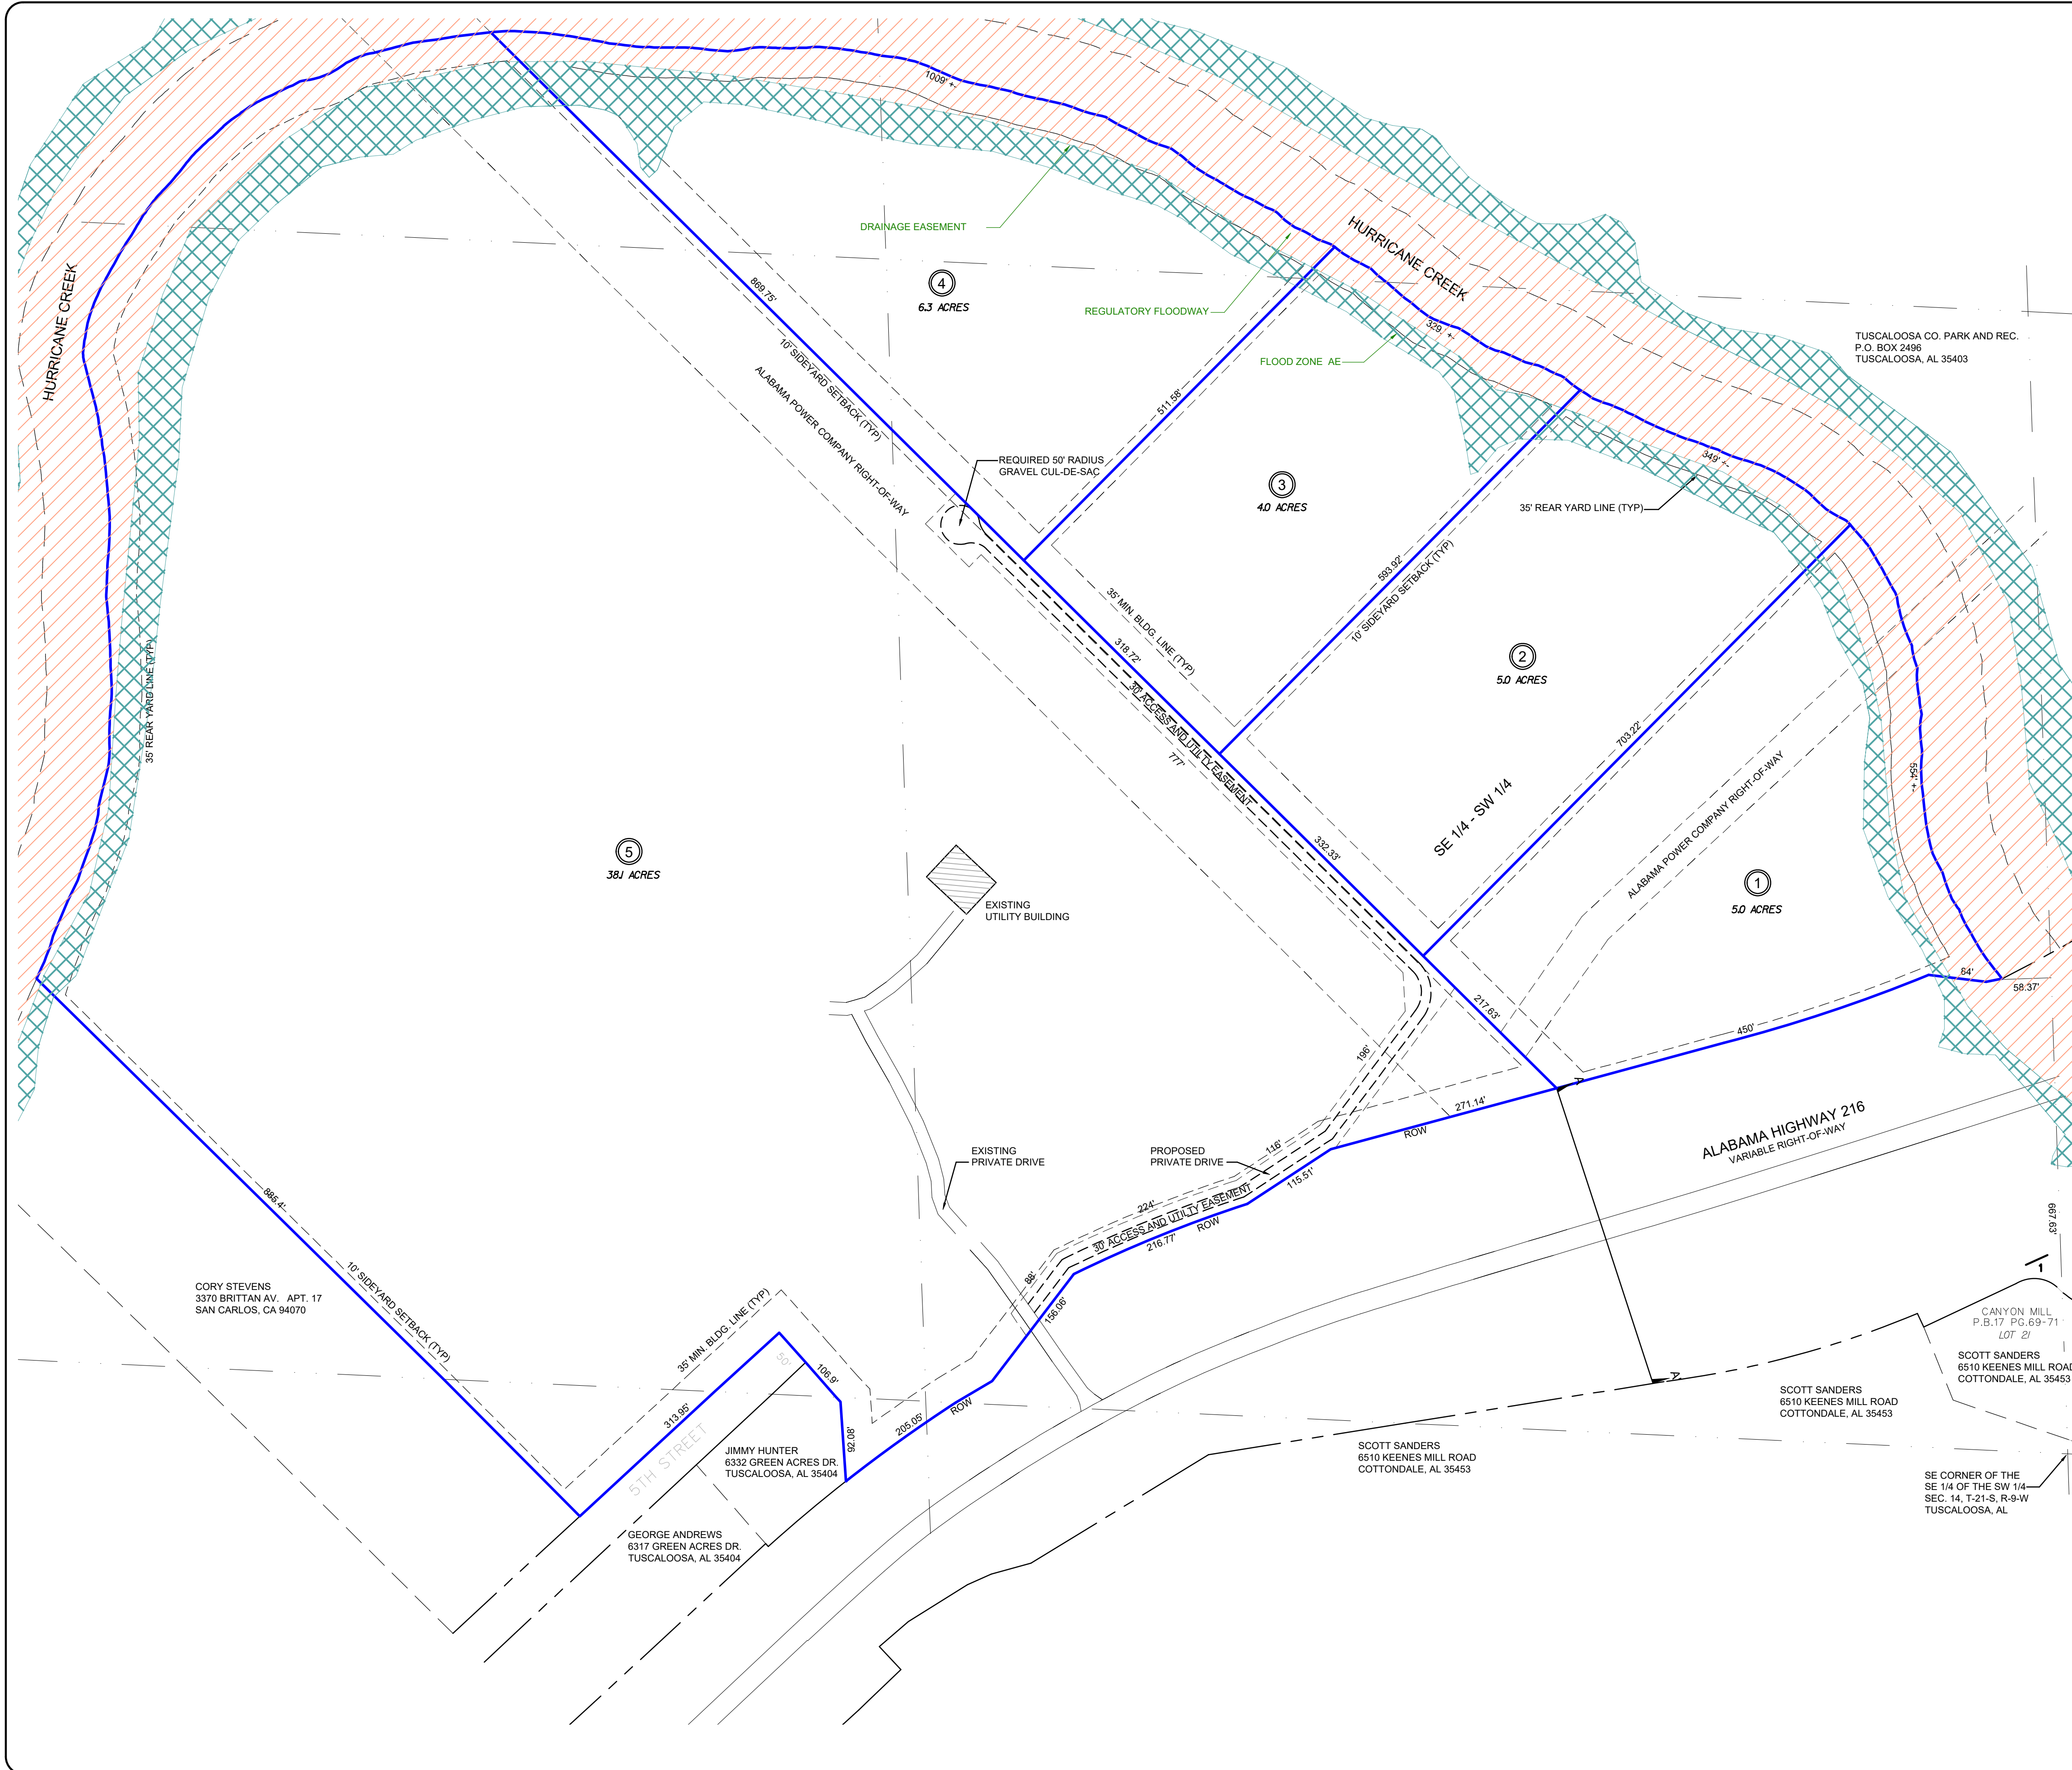 1009' +-
HURRICANE CREEK
HURRICANE CREEK
DRAINAGE EASEMENT
REGULATORY FLOODWAY
FLOOD ZONE  AE
329' +-
TUSCALOOSA CO. PARK AND REC.
P.O. BOX 2496
TUSCALOOSA, AL 35403
4
6.3 ACRES
869.75'
10' SIDEYARD SETBACK (TYP)
ALABAMA POWER COMPANY RIGHT-OF-WAY
REQUIRED 50' RADIUS
GRAVEL CUL-DE-SAC
511.58'
3
4.0 ACRES
349' +-
35' REAR YARD LINE (TYP)
593.92'
10' SIDEYARD SETBACK (TYP)
35' MIN. BLDG. LINE (TYP)
318.72'
30' ACCESS AND UTILTY EASEMENT
777'
2
5.0 ACRES
703.22'
SE 1/4 - SW 1/4
332.33'
ALABAMA POWER COMPANY RIGHT-OF-WAY
554' +-
1
5.0 ACRES
35' REAR YARD LINE (TYP)
5
38.1 ACRES
EXISTING
UTILITY BUILDING
217.63'
64'
58.37'
450'
196'
A
271.14'
ROW
ALABAMA HIGHWAY 216
VARIABLE RIGHT-OF-WAY
EXISTING
PRIVATE DRIVE
PROPOSED
PRIVATE DRIVE
116'
115.51'
224'
30' ACCESS AND UTILTY EASEMENT
ROW
216.77'
88'
156.06'
885.4'
10' SIDEYARD SETBACK (TYP)
CORY STEVENS
3370 BRITTAN AV.   APT. 17
SAN CARLOS, CA 94070
35' MIN. BLDG. LINE (TYP)
50'
106.9'
313.95'
5TH STREET
92.08'
205.05'
ROW
JIMMY HUNTER
6332 GREEN ACRES DR.
TUSCALOOSA, AL 35404
GEORGE ANDREWS
6317 GREEN ACRES DR.
TUSCALOOSA, AL 35404
667.63'
1
CANYON MILL
P.B.17 PG.69-71
LOT 21
SCOTT SANDERS
6510 KEENES MILL ROAD
COTTONDALE, AL 35453
A'
SCOTT SANDERS
6510 KEENES MILL ROAD
COTTONDALE, AL 35453
SCOTT SANDERS
6510 KEENES MILL ROAD
COTTONDALE, AL 35453
SE CORNER OF THE
SE 1/4 OF THE SW 1/4
SEC. 14, T-21-S, R-9-W
TUSCALOOSA, AL